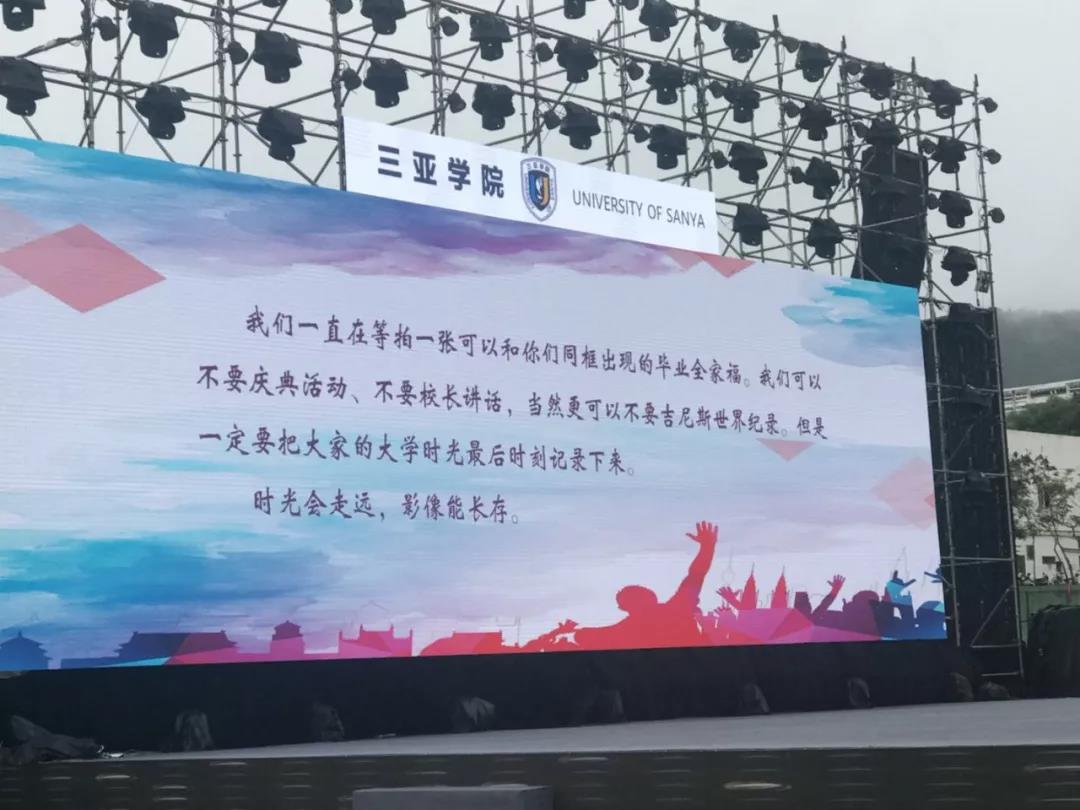 三亚学院 UNIVERSITY OF SANYA
我们一直在等拍一张可以和你们同框出现的毕业全家福。我们可以
不要庆典活动、不要校长讲话，当然更可以不要吉尼斯世界纪录。但是
一定要把大家的大学时光最后时刻记录下来。
时光会走远，影像能长存。